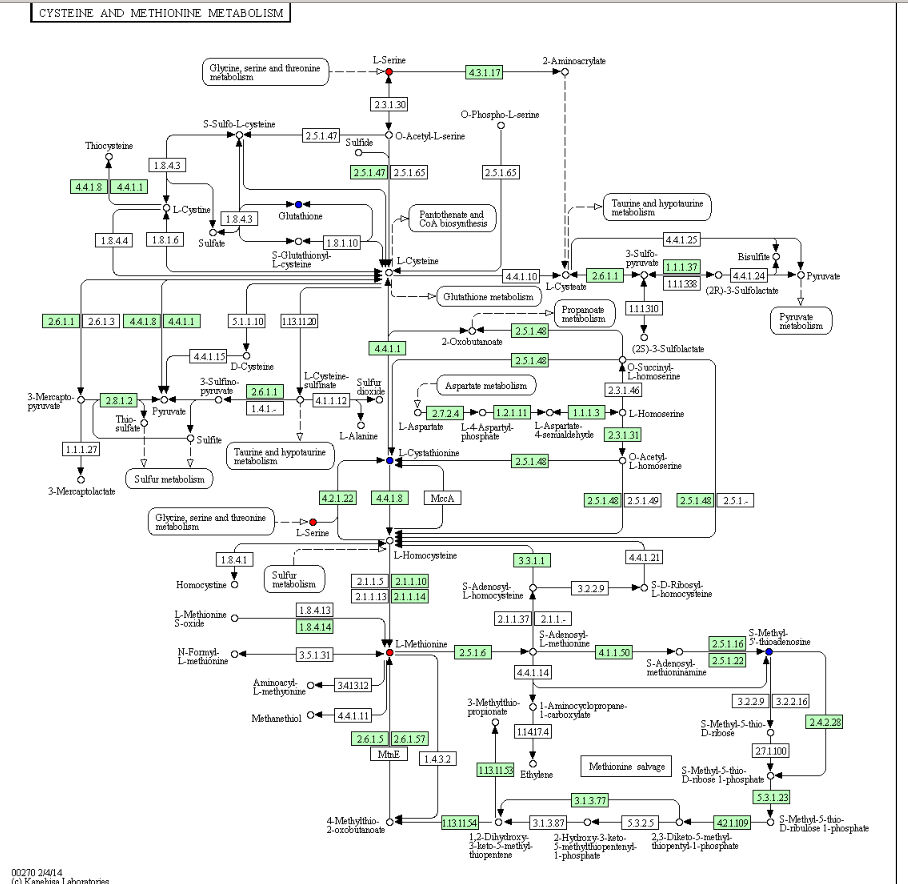 CYSTEINE AND METHIONINE METABOLISM
L-Serine
Glycine, serine and threonine
metabolism
4.3.1.17
2-Aminoacrylate
2.3.1.30
O-Phospho-L-serine
S-Sulfo-L-cysteine
2.5.1.47
O-Acetyl-L-serine
Sulfide
Thiocysteine
1.8.4.3
2.5.1.47
2.5.1.65
2.5.1.65
4.4.1.8
4.4.1.1
L-Cystine
1.8.4.3
Glutathione
Pantothenate and
CoA biosynthesis
Taurine and hypotaurine
metabolism
1.8.4.4
1.8.1.6
Sulfate
1.8.1.10
S-Glutathionyl-
L-cysteine
L-Cysteine
4.4.1.25
3-Sulfo-
pyruvate
Bisulfite
4.4.1.10
L-Cysteate
2.6.1.1
1.1.1.37
1.1.1.338
(2R)-3-Sulfolactate
4.4.1.24
Pyruvate
Glutathione metabolism
1.1.1.310
Propanoate
metabolism
Pyruvate
metabolism
2.6.1.1
2.6.1.3
4.4.1.8
4.4.1.1
5.1.1.10
1.13.11.20
2-Oxobutanoate
2.5.1.48
(2S)-3-Sulfolactate
4.4.1.1
4.4.1.15
D-Cysteine
2.5.1.48
O-Succinyl-
L-homoserine
3-Mercapto-
pyruvate
2.8.1.2
Pyruvate
3-Sulfino-
pyruvate
2.6.1.1
1.4.1.-
L-Cysteine-
sulfinate
4.1.1.12
Sulfur
dioxide
Aspartate metabolism
2.3.1.46
Thio-
sulfate
Sulfite
L-Alanine
L-Aspartate
2.7.2.4
L-4-Aspartyl-
phosphate
1.2.1.11
L-Aspartate-
4-semialdehyde
1.1.1.3
L-Homoserine
2.3.1.31
1.1.1.27
Taurine and hypotaurine
metabolism
L-Cystathionine
2.5.1.48
O-Acetyl-
L-homoserine
3-Mercaptolactate
Sulfur metabolism
4.2.1.22
4.4.1.8
MccA
2.5.1.48
2.5.1.49
2.5.1.48
2.5.1.-
Glycine, serine and threonine
metabolism
L-Serine
1.8.4.1
L-Homocysteine
3.3.1.1
4.4.1.21
Homocystine
Sulfur
metabolism
2.1.1.5
2.1.1.10
2.1.1.13
2.1.1.14
S-Adenosyl-
L-homocysteine
3.2.2.9
S-D-Ribosyl-
L-homocysteine
L-Methionine
S-oxide
1.8.4.13
1.8.4.14
2.1.1.37
2.1.1.-
N-Formyl-
L-methionine
3.5.1.31
L-Methionine
2.5.1.6
S-Adenosyl-
L-methionine
4.1.1.50
S-Adenosyl-
methioninamine
2.5.1.16
2.5.1.22
S-Methyl-
5'-thioadenosine
4.4.1.14
Aminoacyl-
L-methyonine
3.4.13.12
3.2.2.9
3.2.2.16
Methanethiol
4.4.1.11
3-Methylthio-
propionate
1-Aminocyclopropane-
1-carboxylate
S-Methyl-5-thio-
D-ribose
2.4.2.28
2.6.1.5
2.6.1.57
MtnE
1.4.3.2
1.14.17.4
2.7.1.100
1.13.11.53
Ethylene
Methionine salvage
S-Methyl-5-thio-
D-ribose 1-phosphate
3.1.3.77
5.3.1.23
4-Methylthio-
2-oxobutanoate
1.13.11.54
1,2-Dihydroxy-
3-keto-5-methyl-
thiopentene
3.1.3.87
2-Hydroxy-3-keto-
5-methylthiopentenyl-
1-phosphate
5.3.2.5
2,3-Diketo-5-methyl-
thiopentyl-1-phosphate
4.2.1.109
S-Methyl-5-thio-
D-ribulose 1-phosphate
00270 2/4/14
(c) Kanehisa Laboratories